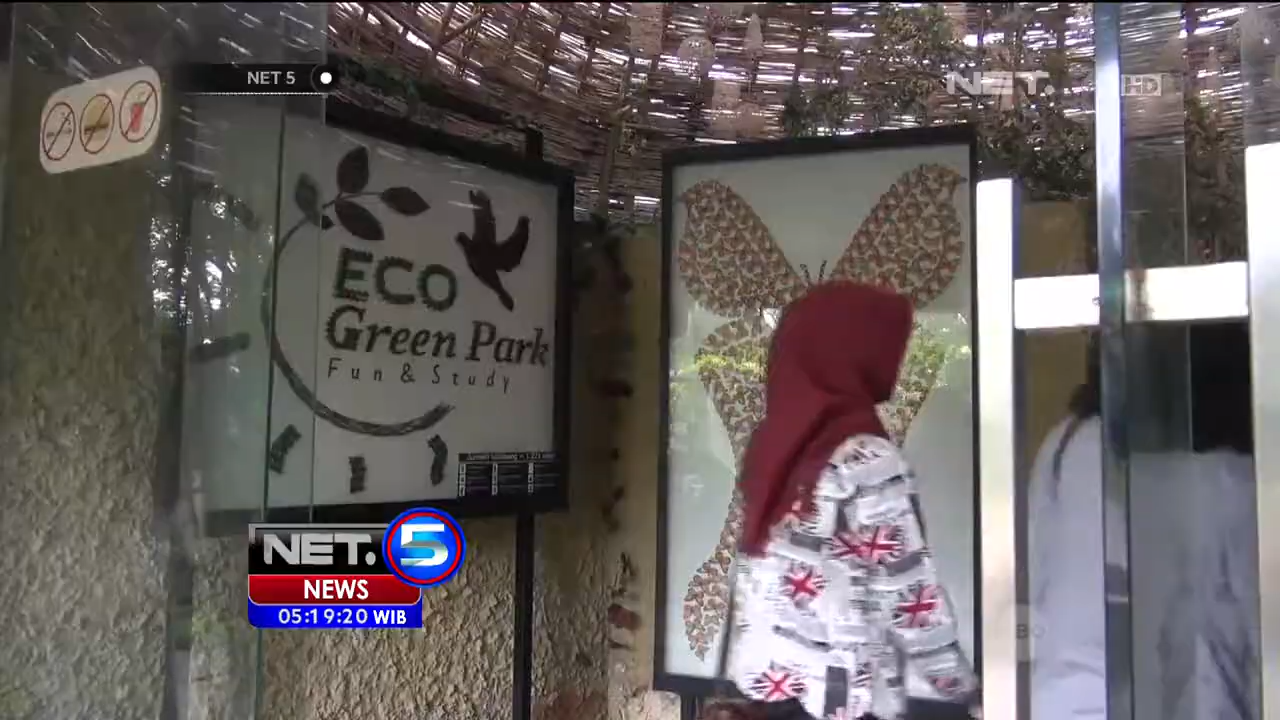 NET 5
NET. HD
ECO
Green Park
Fun & Study
NET. 5
NEWS
05:19:20 WIB